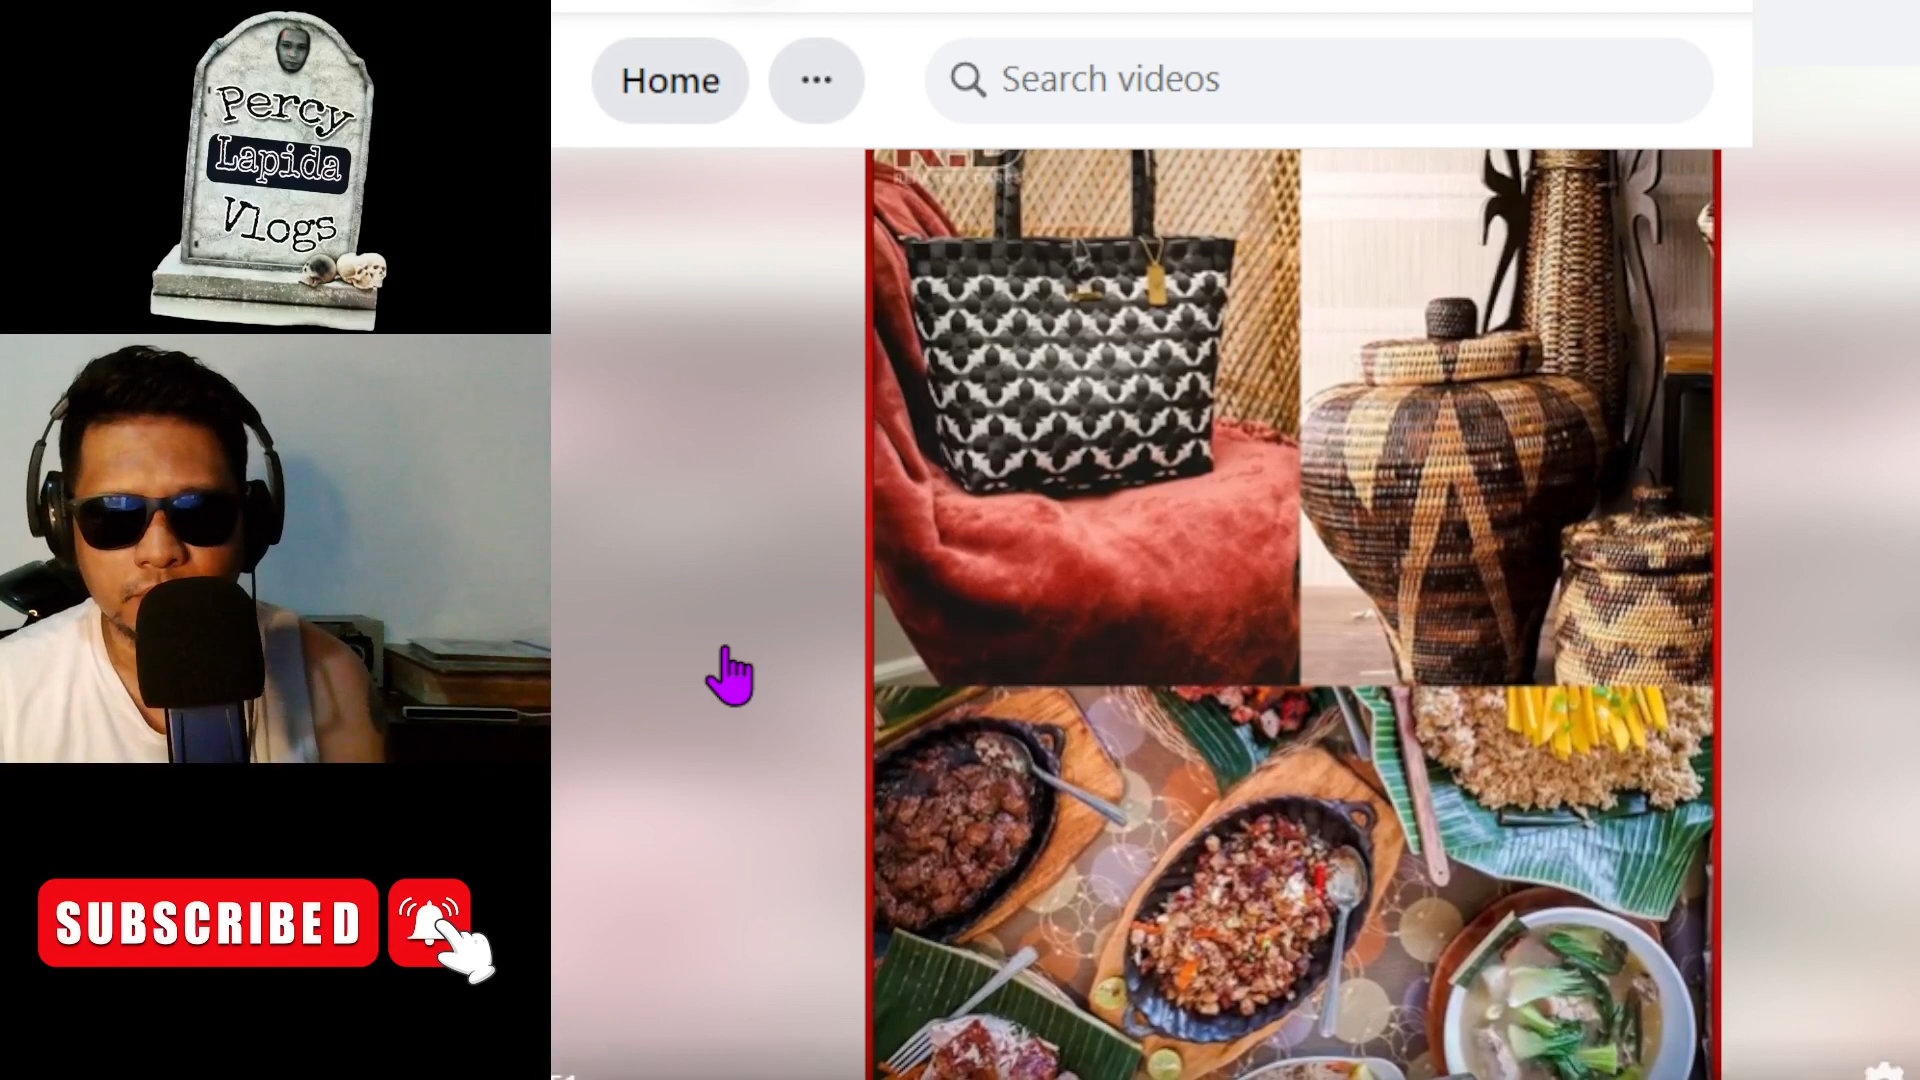 Percy
Lapida
Vlogs
SUBSCRIBED
Home
Search videos